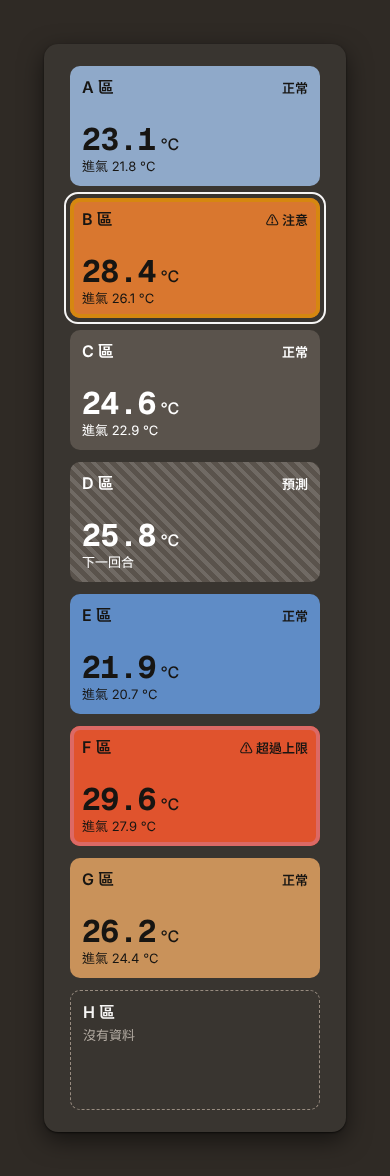 A 區
正常
23.1 °C
進氣 21.8 °C
B 區
⚠ 注意
28.4 °C
進氣 26.1 °C
C 區
正常
24.6 °C
進氣 22.9 °C
D 區
預測
25.8 °C
下一回合
E 區
正常
21.9 °C
進氣 20.7 °C
F 區
⚠ 超過上限
29.6 °C
進氣 27.9 °C
G 區
正常
26.2 °C
進氣 24.4 °C
H 區
沒有資料